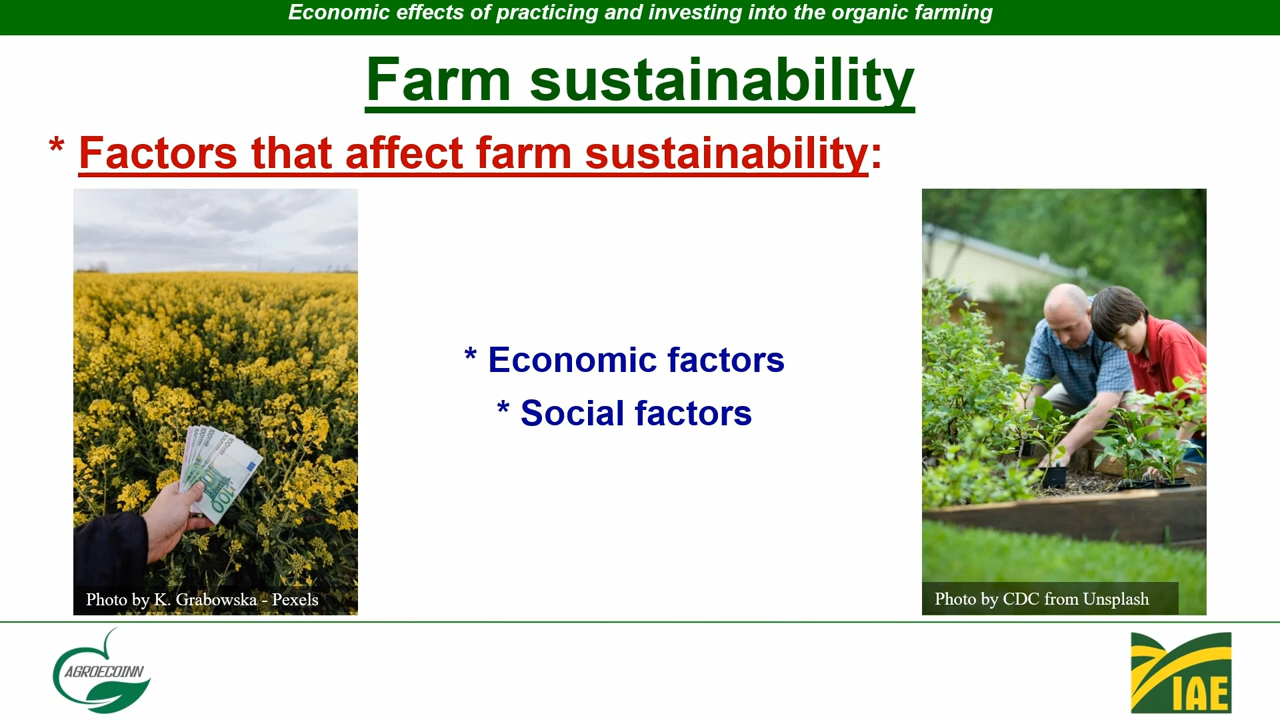 Economic effects of practicing and investing into the organic farming
Farm sustainability
* Factors that affect farm sustainability:
* Economic factors
* Social factors
100
Photo by K. Grabowska - Pexels
Photo by CDC from Unsplash
AGROECOINN
IAE